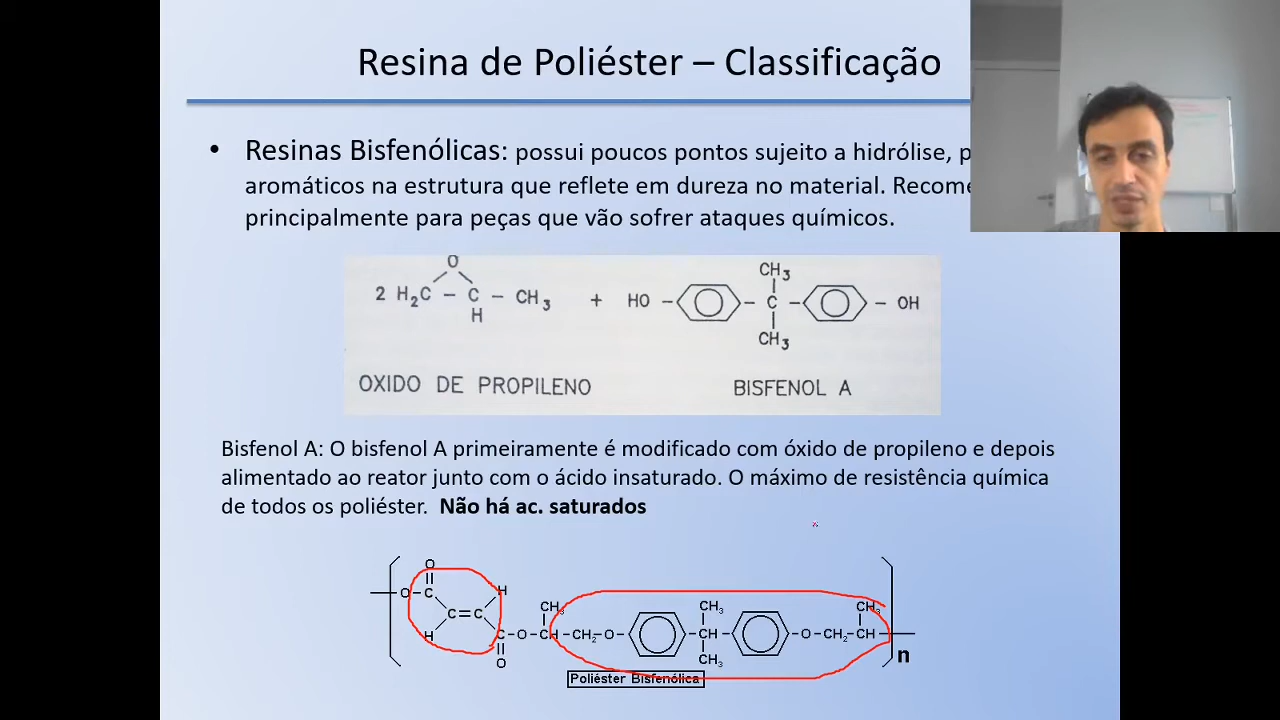 Resina de Poliéster – Classificação
• Resinas Bisfenólicas: possui poucos pontos sujeito a hidrólise,
aromáticos na estrutura que reflete em dureza no material.
principalmente para peças que vão sofrer ataques químicos.
O
CH3
2 H2C – C – CH3 + HO – – C – – OH
H
CH3
OXIDO DE PROPILENO BISFENOL A
Bisfenol A: O bisfenol A primeiramente é modificado com óxido de propileno e depois
alimentado ao reator junto com o ácido insaturado. O máximo de resistência química
de todos os poliéster. Não há ac. saturados
O
O–C H
CH3 CH3 CH3
C=C
H C–O–CH–CH2–O– –CH– –O–CH2–CH
O CH3
n
Poliéster Bisfenólica